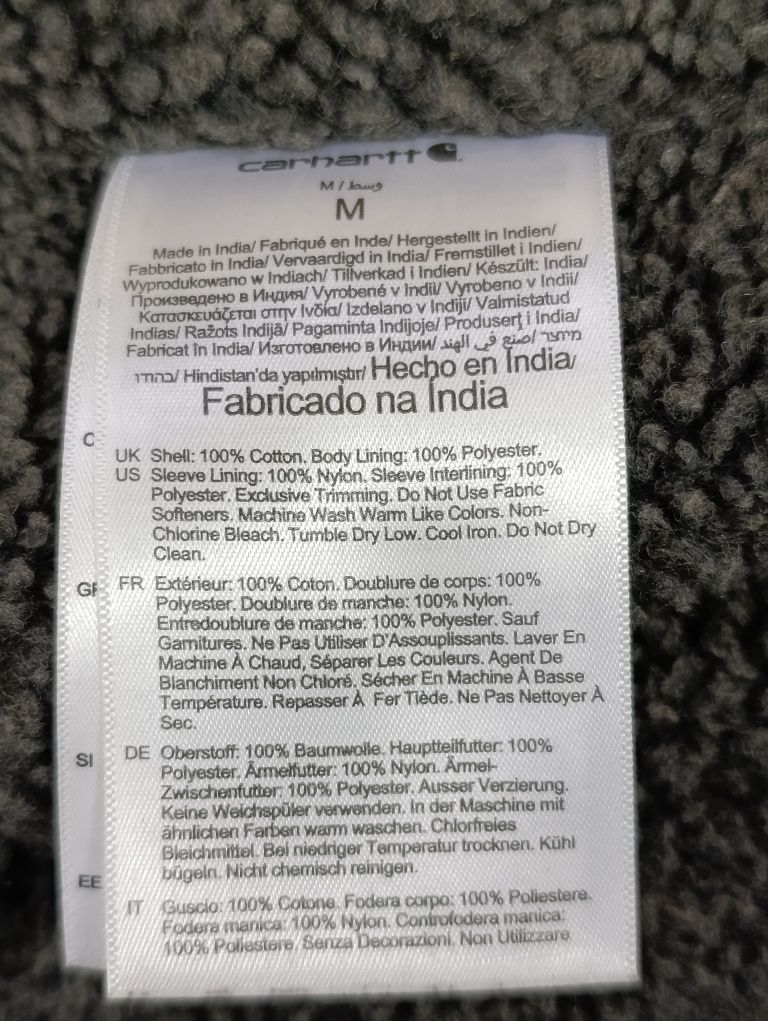 carhartt
M / وسط
M
Made in India/ Fabriqué en Inde/ Hergestellt in Indien/
Fabbricato in India/ Vervaardigd in India/ Fremstillet i Indien/
Wyprodukowano w Indiach/ Tillverkad i Indien/ Készült: India/
Произведено в Индия/ Vyrobené v Indii/ Vyrobeno v Indii/
Κατασκευάζεται στην Ινδία/ Izdelano v Indiji/ Valmistatud
Indias/ Ražots Indijā/ Pagaminta Indijoje/ Produserţ i India/
Fabricat în India/ Изготовлено в Индии/ صنع في الهند/ מיוצר
בהודו/ Hindistan'da yapılmıştır/ Hecho en India/
Fabricado na Índia
UK Shell: 100% Cotton. Body Lining: 100% Polyester.
US Sleeve Lining: 100% Nylon. Sleeve Interlining: 100%
Polyester. Exclusive Trimming. Do Not Use Fabric
Softeners. Machine Wash Warm Like Colors. Non-
Chlorine Bleach. Tumble Dry Low. Cool Iron. Do Not Dry
Clean.
FR Extérieur: 100% Coton. Doublure de corps: 100%
Polyester. Doublure de manche: 100% Nylon.
Entredoublure de manche: 100% Polyester. Sauf
Garnitures. Ne Pas Utiliser D'Assouplissants. Laver En
Machine À Chaud, Séparer Les Couleurs. Agent De
Blanchiment Non Chloré. Sécher En Machine À Basse
Température. Repasser À Fer Tiède. Ne Pas Nettoyer À
Sec.
DE Oberstoff: 100% Baumwolle. Hauptteilfutter: 100%
Polyester. Ärmelfutter: 100% Nylon. Ärmel-
Zwischenfutter: 100% Polyester. Ausser Verzierung.
Keine Weichspüler verwenden. In der Maschine mit
ähnlichen Farben warm waschen. Chlorfreies
Bleichmittel. Bei niedriger Temperatur trocknen. Kühl
bügeln. Nicht chemisch reinigen.
IT Guscio: 100% Cotone. Fodera corpo: 100% Poliestere.
Fodera manica: 100% Nylon. Controfodera manica:
100% Poliestere. Senza Decorazioni. Non Utilizzare
SI
EE